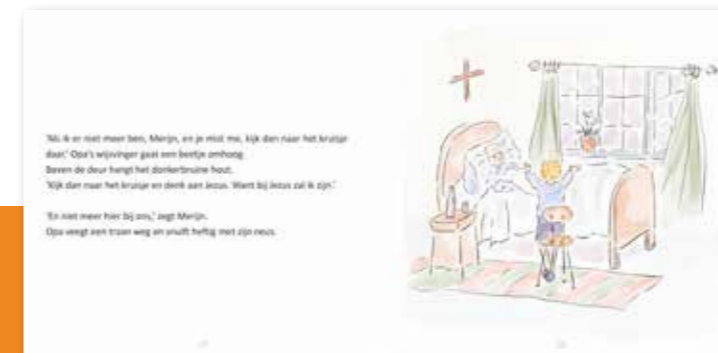 'Als ik er niet meer ben, Merijn, en je mist me, kijk dan naar het kruisje
daar.' Opa's wijsvinger gaat een beetje omhoog.
Boven de deur hangt het donkerbruine hout.
'Kijk dan naar het kruisje en denk aan Jezus. Want bij Jezus zal ik zijn.'
'En niet meer hier bij ons,' zegt Merijn.
Opa veegt een traan weg en snuift heftig met zijn neus.